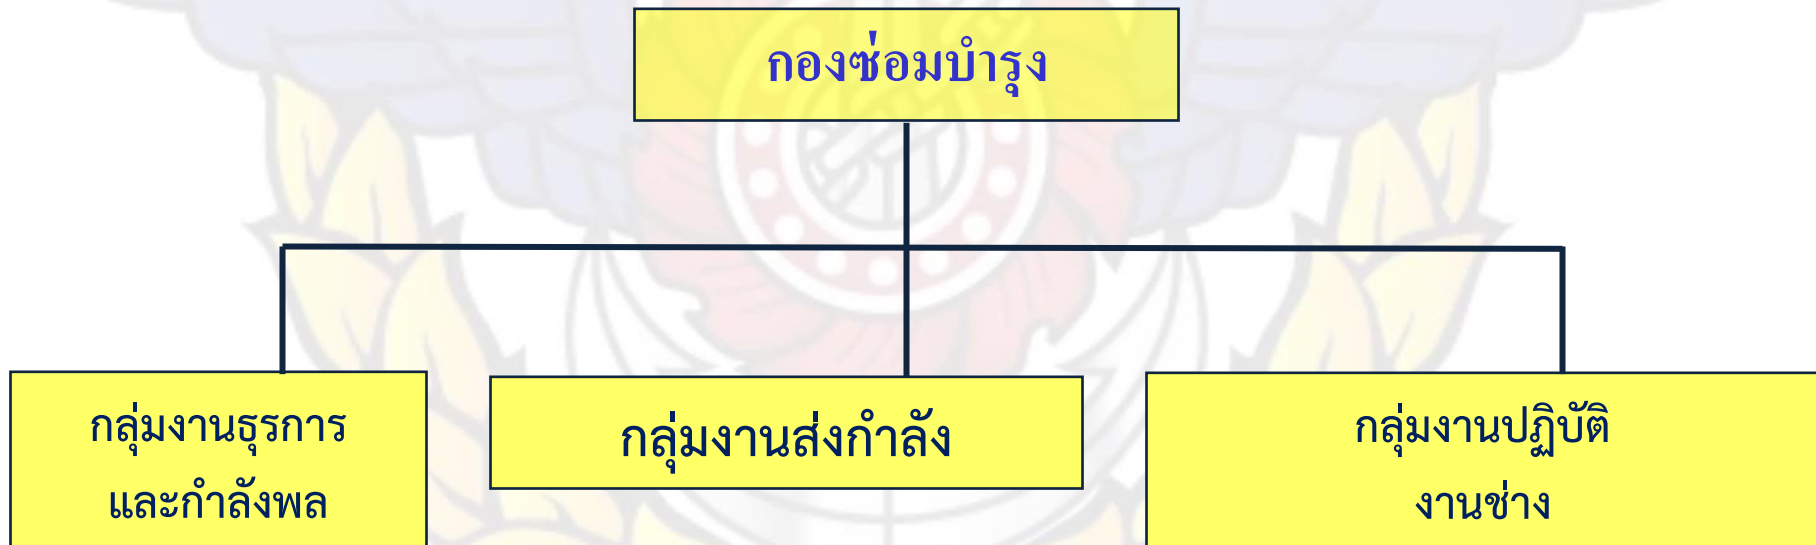 กองซ่อมบำรุง
กลุ่มงานธุรการ
และกำลังพล
กลุ่มงานส่งกำลัง
กลุ่มงานปฏิบัติ
งานช่าง